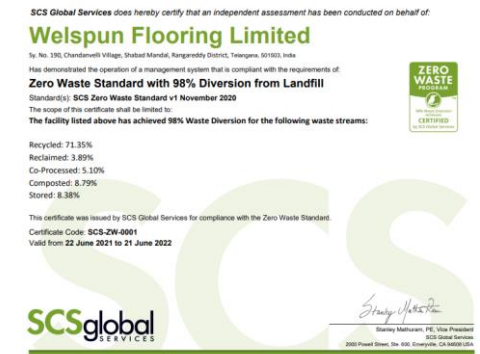 SCS Global Services does hereby certify that an independent assessment has been conducted on behalf of:
Welspun Flooring Limited
Sy. No. 190, Chandanvelli Village, Shabad Mandal, Rangareddy District, Telangana, 501503, India
Has demonstrated the operation of a management system that is compliant with the requirements of:
Zero Waste Standard with 98% Diversion from Landfill
Standard(s): SCS Zero Waste Standard v1 November 2020
The scope of this certificate shall be limited to:
The facility listed above has achieved 98% Waste Diversion for the following waste streams:
ZERO
WASTE
PROGRAM
CERTIFIED
by SCS Global Services
Recycled: 71.35%
Reclaimed: 3.89%
Co-Processed: 5.10%
Composted: 8.79%
Stored: 8.38%
SCS
This certificate was issued by SCS Global Services for compliance with the Zero Waste Standard.
Certificate Code: SCS-ZW-0001
Valid from 22 June 2021 to 21 June 2022
SCSglobal
SERVICES
Stanley Mathuram, PE, Vice President
SCS Global Services
2000 Powell Street, Ste. 600, Emeryville, CA 94608 USA